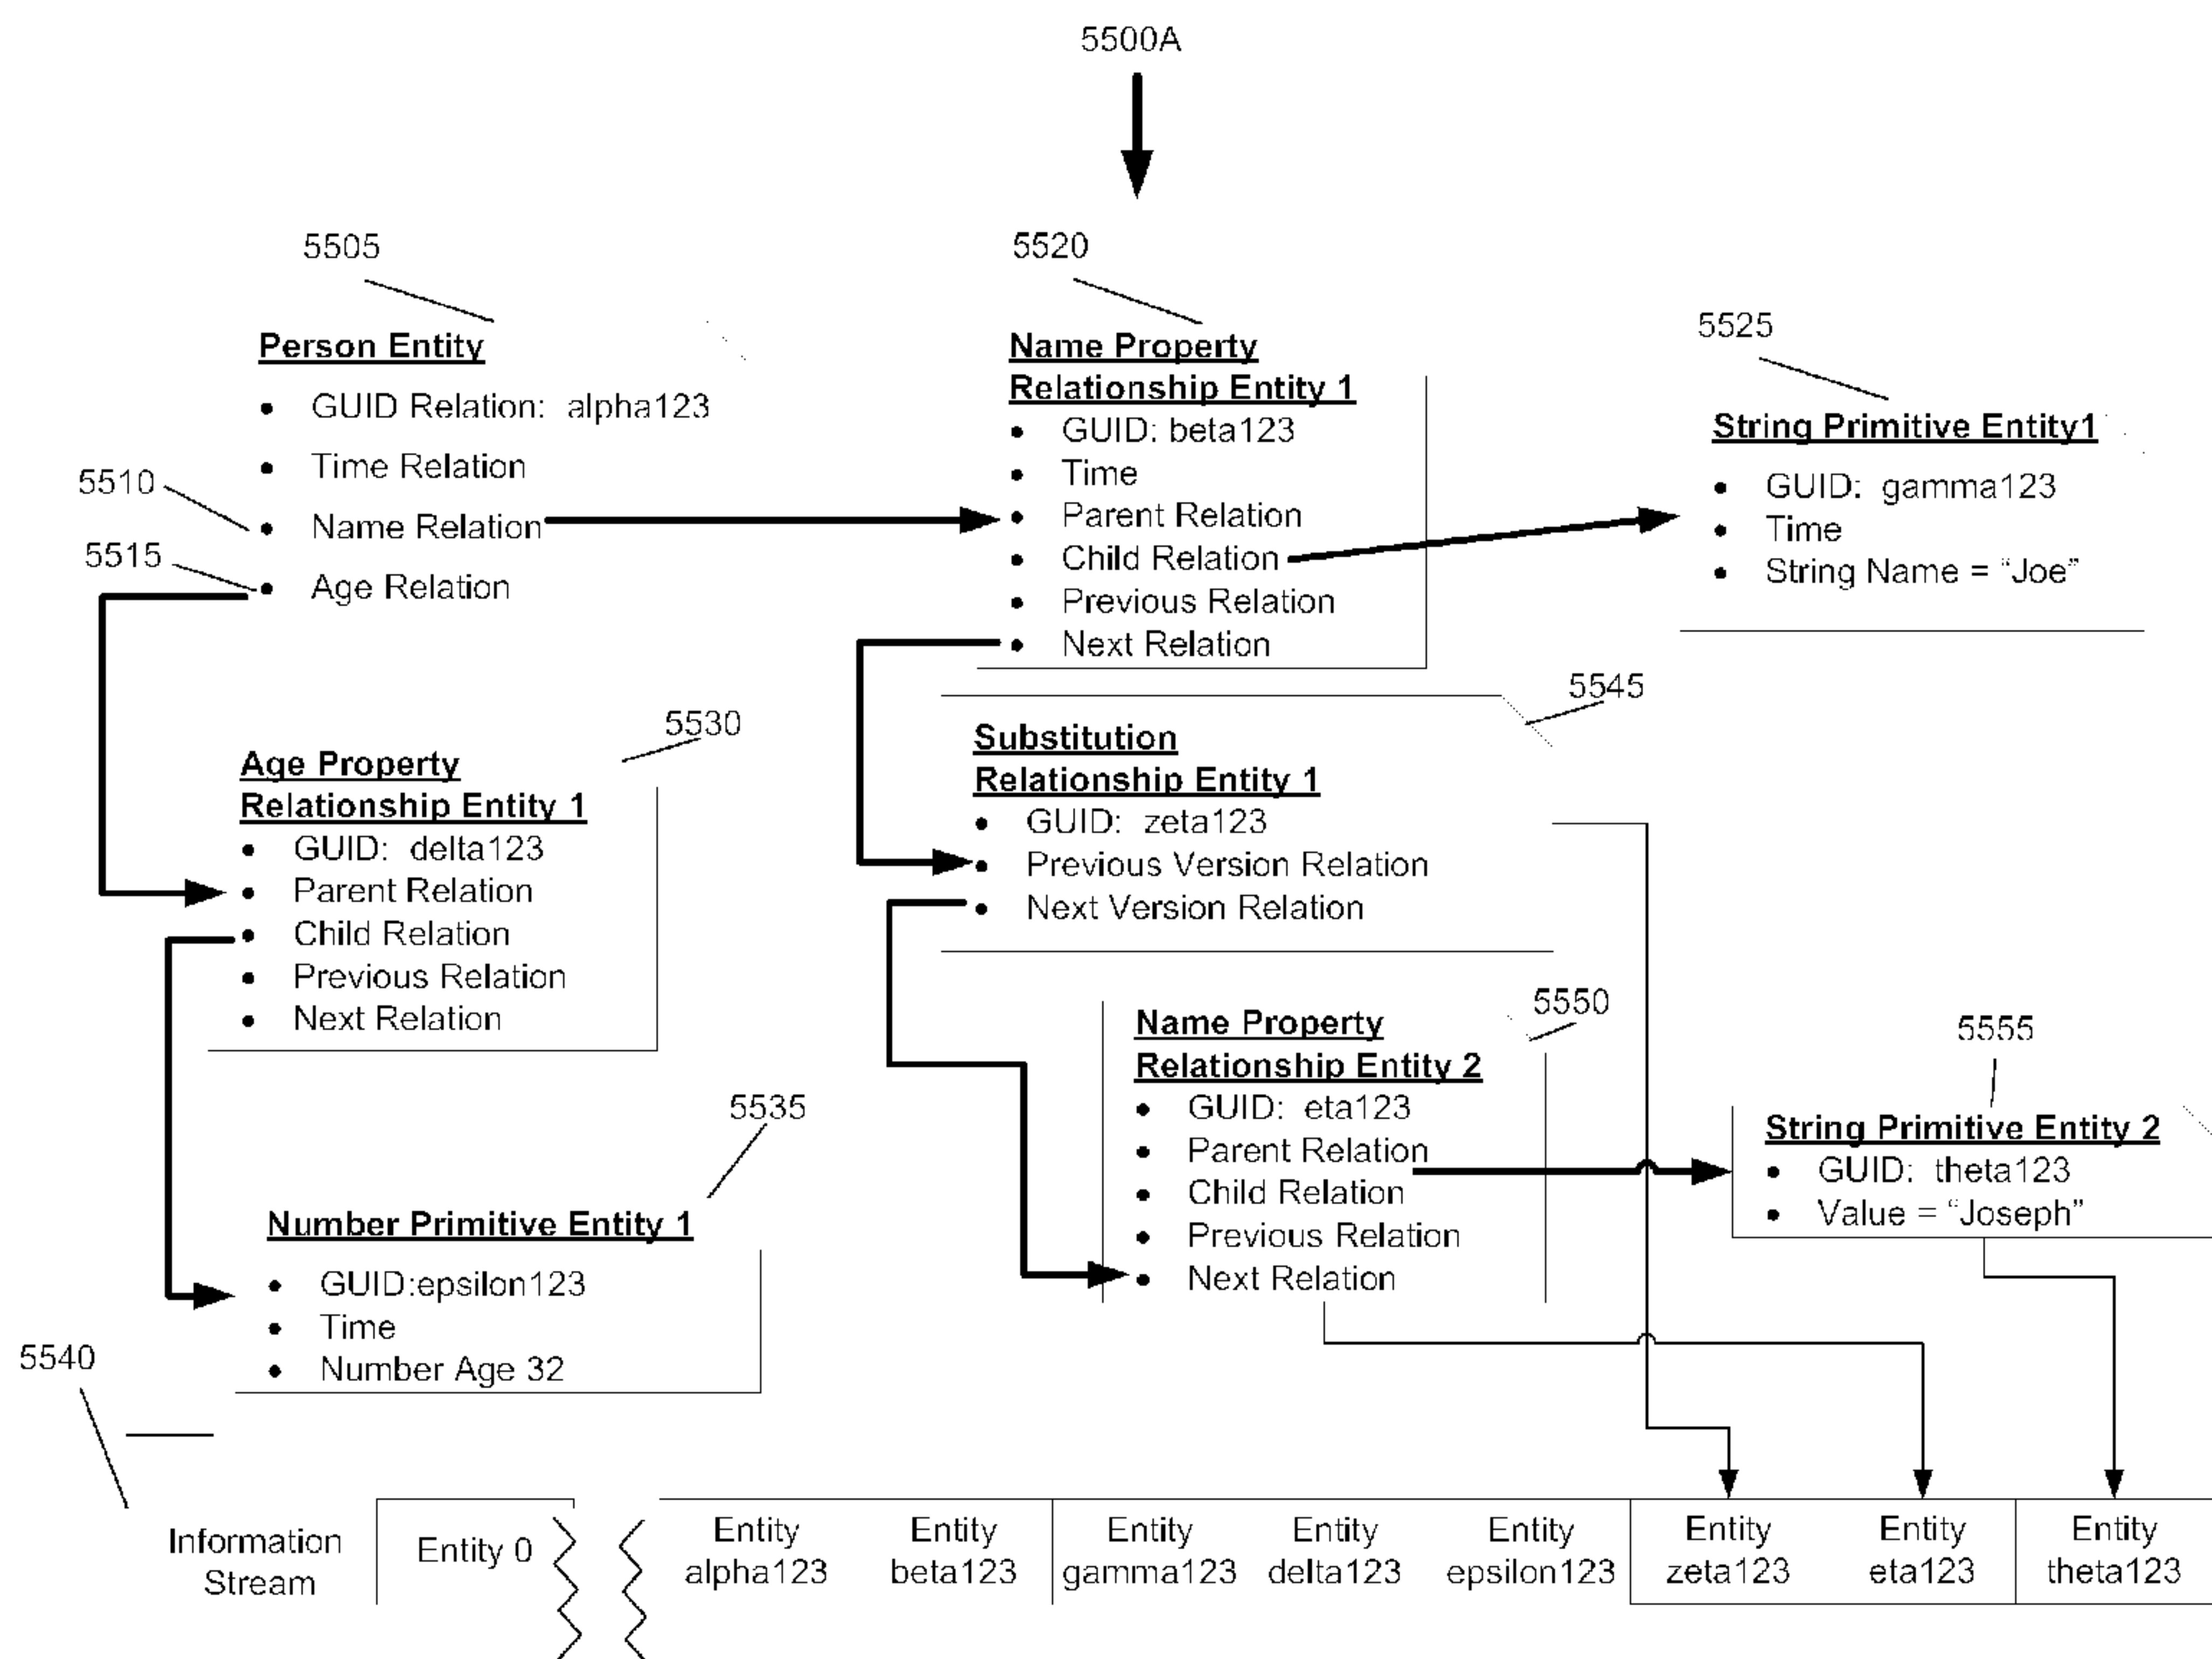 5500A
5505
Person Entity
• GUID Relation: alpha123
• Time Relation
5510
• Name Relation
5515
• Age Relation
5520
Name Property
Relationship Entity 1
• GUID: beta123
• Time
• Parent Relation
• Child Relation
• Previous Relation
• Next Relation
5525
String Primitive Entity1
• GUID: gamma123
• Time
• String Name = “Joe”
5530
Age Property
Relationship Entity 1
• GUID: delta123
• Parent Relation
• Child Relation
• Previous Relation
• Next Relation
5545
Substitution
Relationship Entity 1
• GUID: zeta123
• Previous Version Relation
• Next Version Relation
5550
Name Property
Relationship Entity 2
• GUID: eta123
• Parent Relation
• Child Relation
• Previous Relation
• Next Relation
5555
String Primitive Entity 2
• GUID: theta123
• Value = “Joseph”
5535
Number Primitive Entity 1
• GUID:epsilon123
• Time
• Number Age 32
5540
Information
Stream
Entity 0
Entity
alpha123
Entity
beta123
Entity
gamma123
Entity
delta123
Entity
epsilon123
Entity
zeta123
Entity
eta123
Entity
theta123